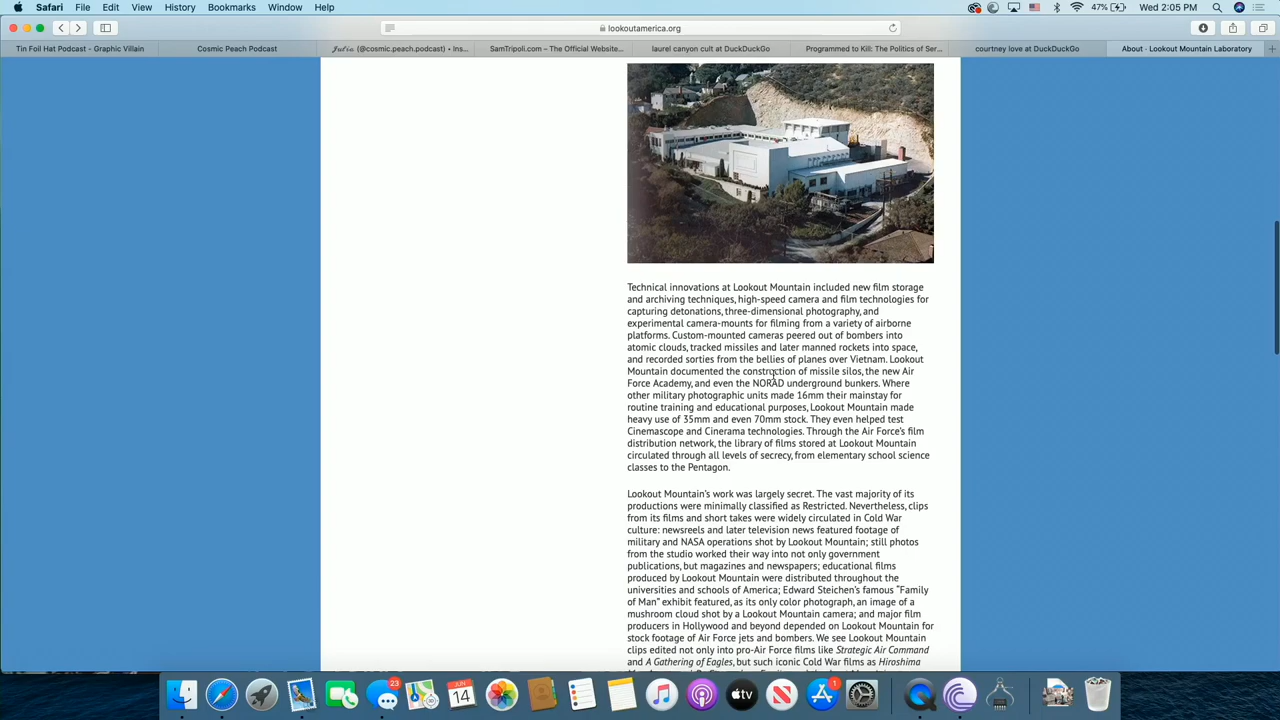 Safari File Edit View History Bookmarks Window Help
47% Wed 2:05 PM
lookoutamerica.org
Tin Foil Hat Podcast - Graphic Villain
Cosmic Peach Podcast
Julia (@cosmic.peach.podcast) • Ins...
SamTripoli.com – The Official Website...
laurel canyon cult at DuckDuckGo
Programmed to Kill: The Politics of Ser...
courtney love at DuckDuckGo
About · Lookout Mountain Laboratory
Technical innovations at Lookout Mountain included new film storage
and archiving techniques, high-speed camera and film technologies for
capturing detonations, three-dimensional photography, and
experimental camera-mounts for filming from a variety of airborne
platforms. Custom-mounted cameras peered out of bombers into
atomic clouds, tracked missiles and later manned rockets into space,
and recorded sorties from the bellies of planes over Vietnam. Lookout
Mountain documented the construction of missile silos, the new Air
Force Academy, and even the NORAD underground bunkers. Where
other military photographic units made 16mm their mainstay for
routine training and educational purposes, Lookout Mountain made
heavy use of 35mm and even 70mm stock. They even helped test
Cinemascope and Cinerama technologies. Through the Air Force's film
distribution network, the library of films stored at Lookout Mountain
circulated through all levels of secrecy, from elementary school science
classes to the Pentagon.
Lookout Mountain's work was largely secret. The vast majority of its
productions were minimally classified as Restricted. Nevertheless, clips
from its films and short takes were widely circulated in Cold War
culture: newsreels and later television news featured footage of
military and NASA operations shot by Lookout Mountain; still photos
from the studio worked their way into not only government
publications, but magazines and newspapers; educational films
produced by Lookout Mountain were distributed throughout the
universities and schools of America; Edward Steichen's famous "Family
of Man" exhibit featured, as its only color photograph, an image of a
mushroom cloud shot by a Lookout Mountain camera; and major film
producers in Hollywood and beyond depended on Lookout Mountain for
stock footage of Air Force jets and bombers. We see Lookout Mountain
clips edited not only into pro-Air Force films like Strategic Air Command
and A Gathering of Eagles, but such iconic Cold War films as Hiroshima
23
JUN
14
tv
1